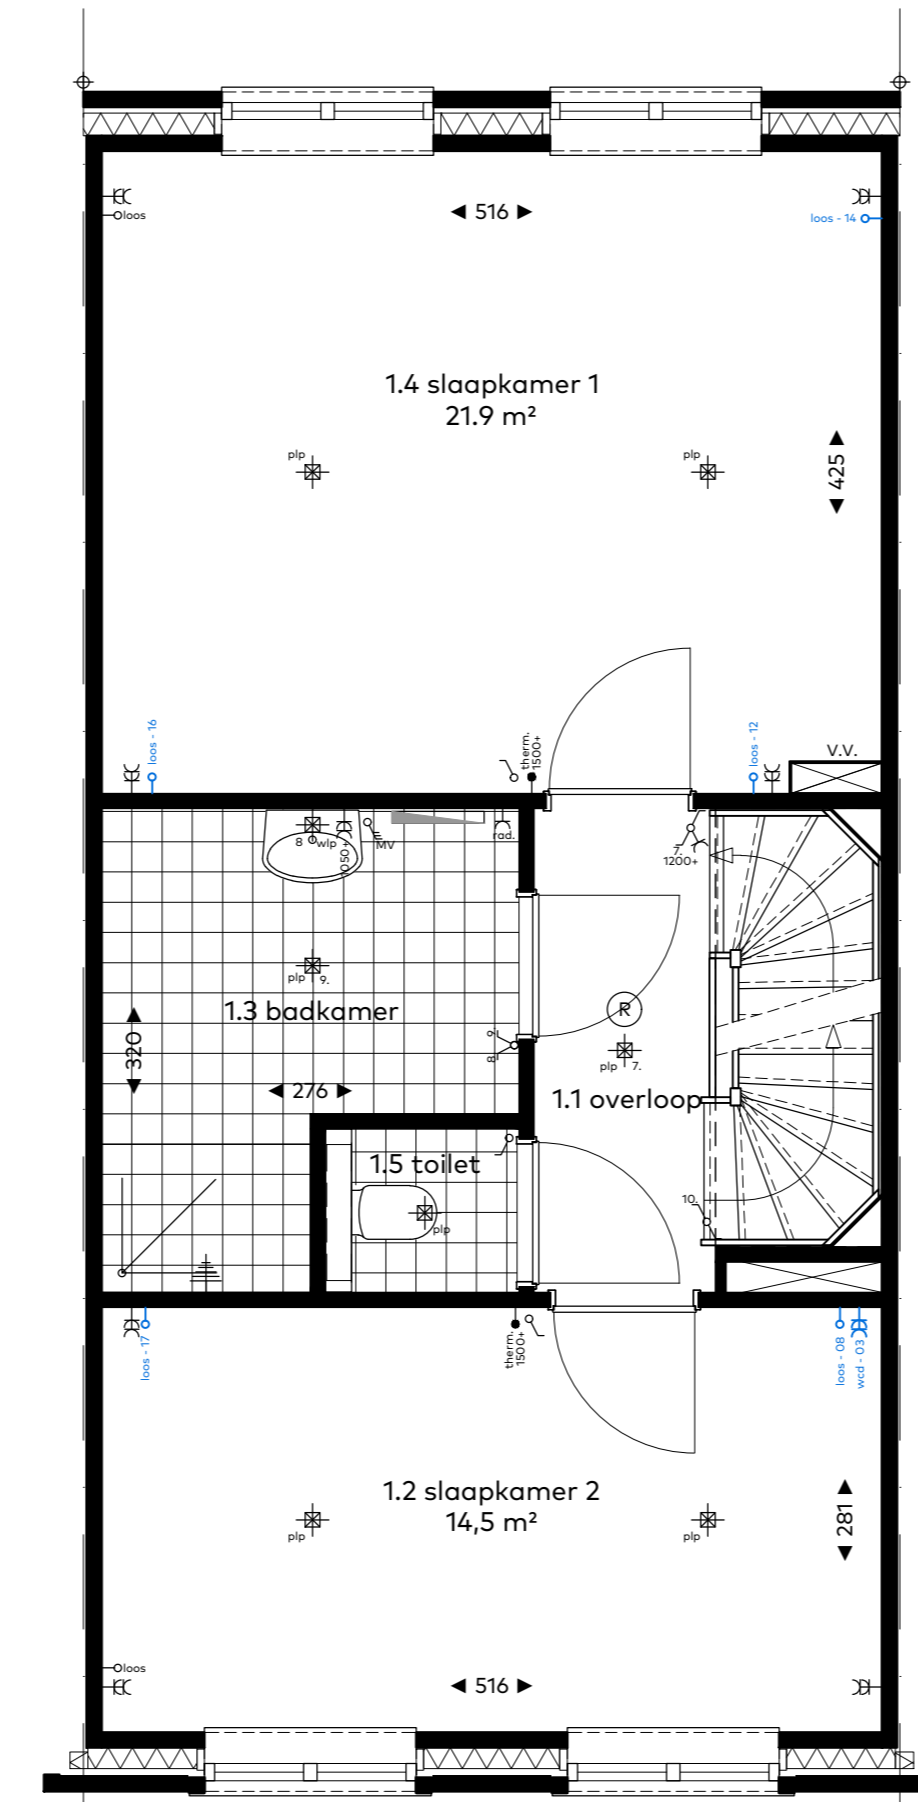 ◄ 516 ►
loos
loos - 14
1.4 slaapkamer 1
21.9 m²
◄ 425 ►
plp
plp
loos - 16
therm.
1500+
loos - 12
V.V.
8
wlp
1050+
MV
rad.
7.
1200+
plp
9.
1.3 badkamer
R
320
◄ 276 ►
9.
8.
plp
7.
1.1 overloop
1.5 toilet
plp
10.
loos - 17
therm.
1500+
loos - 08
wcd - 03
1.2 slaapkamer 2
14,5 m²
◄ 281 ►
plp
plp
loos
◄ 516 ►